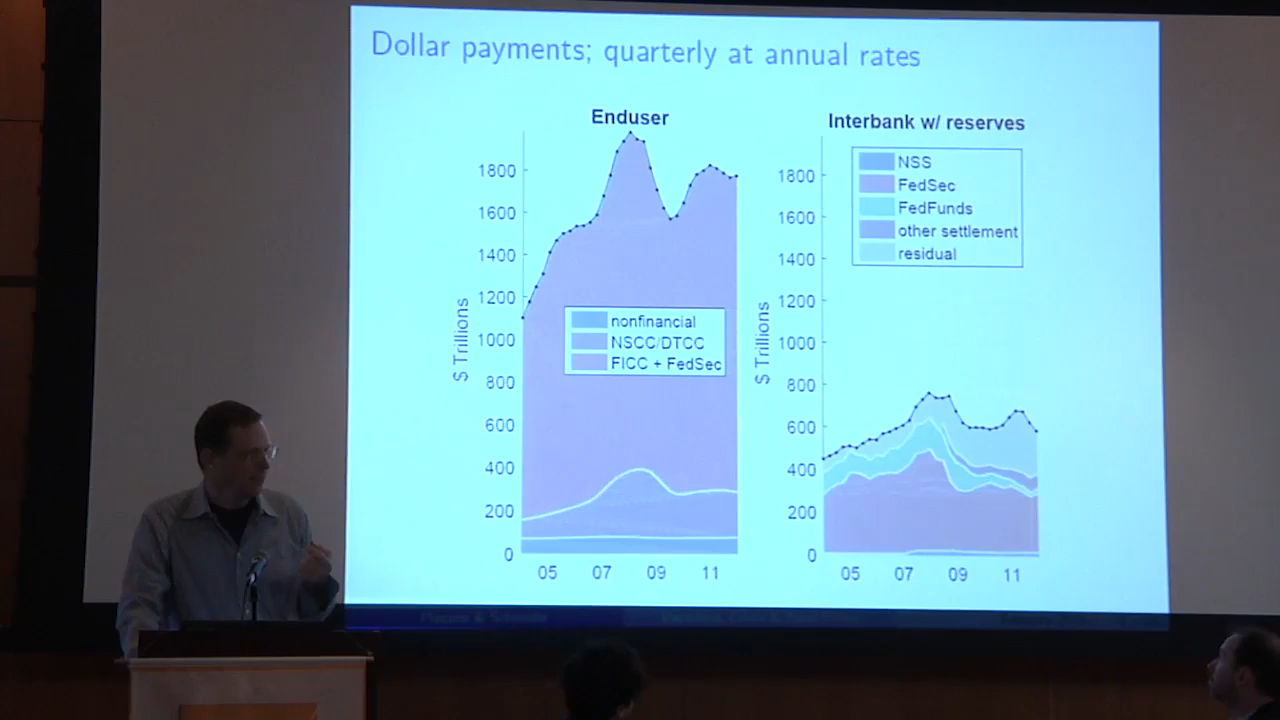 Dollar payments; quarterly at annual rates
Enduser
$ Trillions
1800
1600
1400
1200
1000
800
600
400
200
0
05 07 09 11
nonfinancial
NSCC/DTCC
FICC + FedSec
Interbank w/ reserves
$ Trillions
1800
1600
1400
1200
1000
800
600
400
200
0
05 07 09 11
NSS
FedSec
FedFunds
other settlement
residual